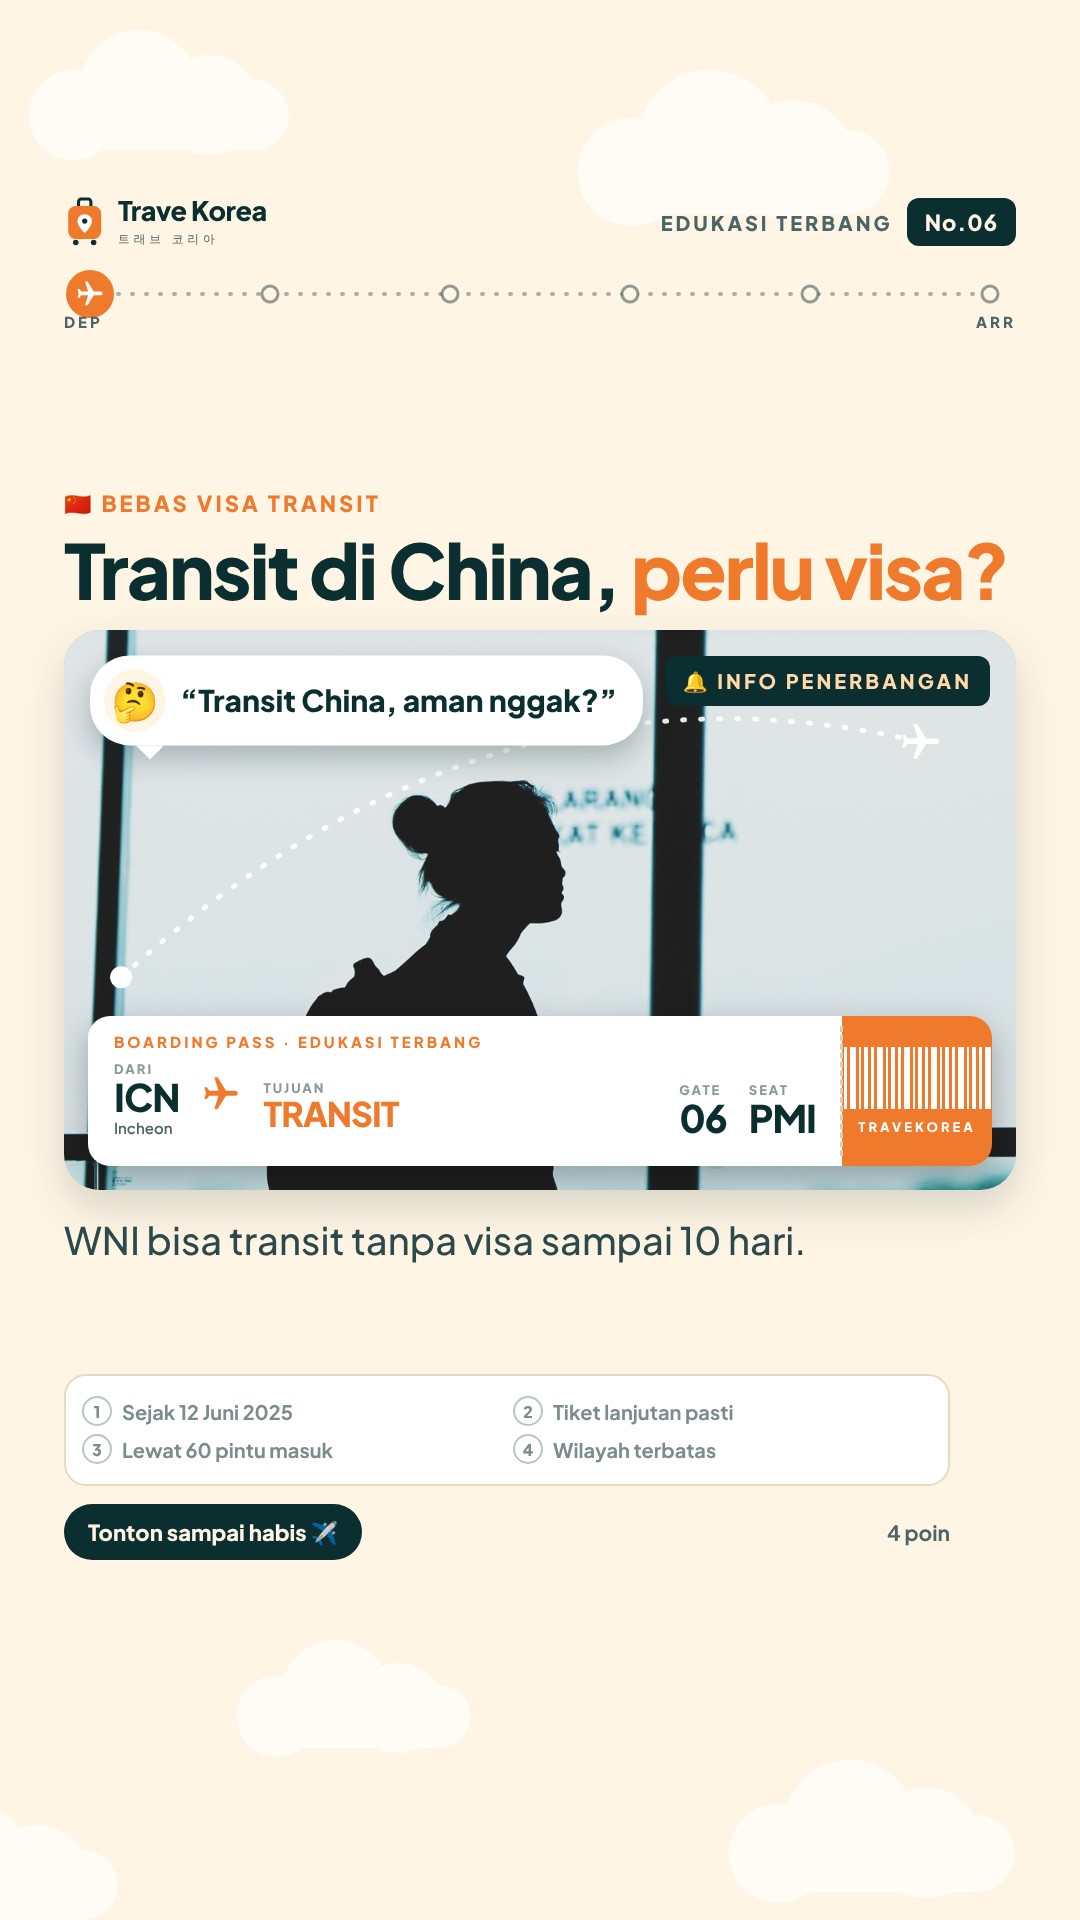 Trave Korea
트래브 코리아
EDUKASI TERBANG
No.06
DEP
ARR
🇨🇳 BEBAS VISA TRANSIT
Transit di China, perlu visa?
🤔 “Transit China, aman nggak?”
🔔 INFO PENERBANGAN
BOARDING PASS · EDUKASI TERBANG
DARI
ICN
Incheon
TUJUAN
TRANSIT
GATE
06
SEAT
PMI
TRAVEKOREA
WNI bisa transit tanpa visa sampai 10 hari.
1 Sejak 12 Juni 2025
2 Tiket lanjutan pasti
3 Lewat 60 pintu masuk
4 Wilayah terbatas
Tonton sampai habis ✈️
4 poin